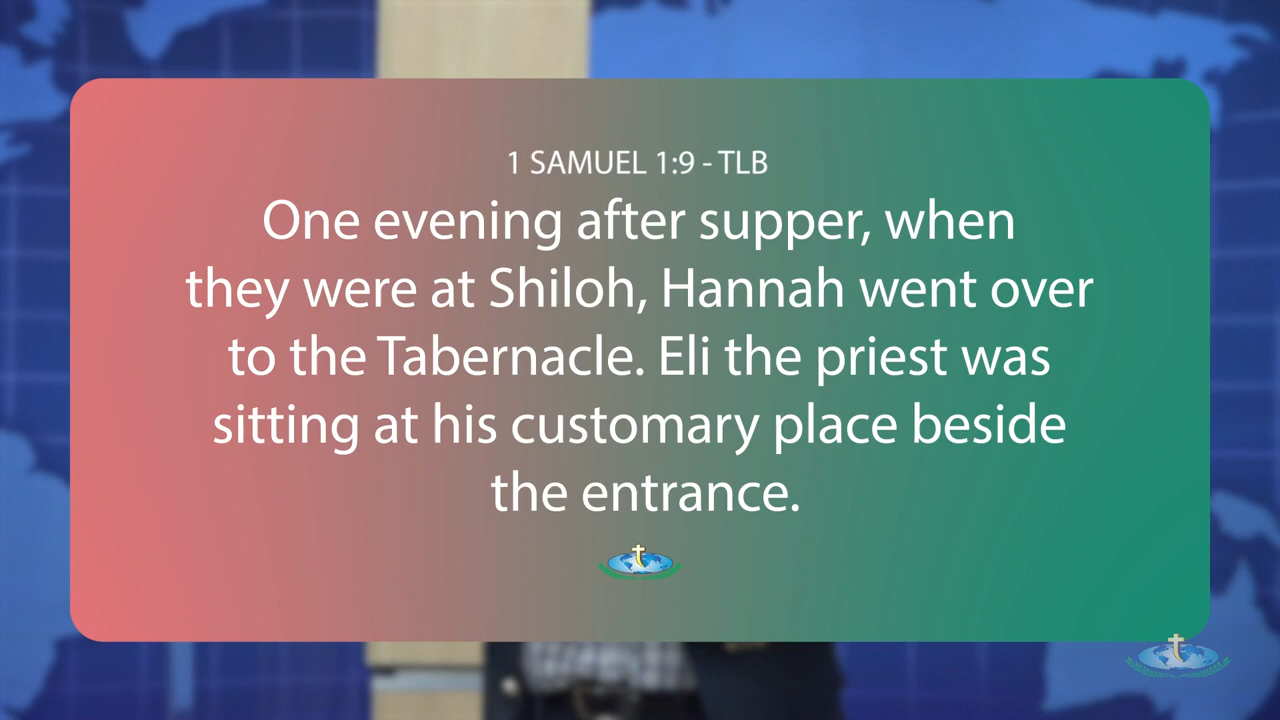 1 SAMUEL 1:9 - TLB
One evening after supper, when
they were at Shiloh, Hannah went over
to the Tabernacle. Eli the priest was
sitting at his customary place beside
the entrance.